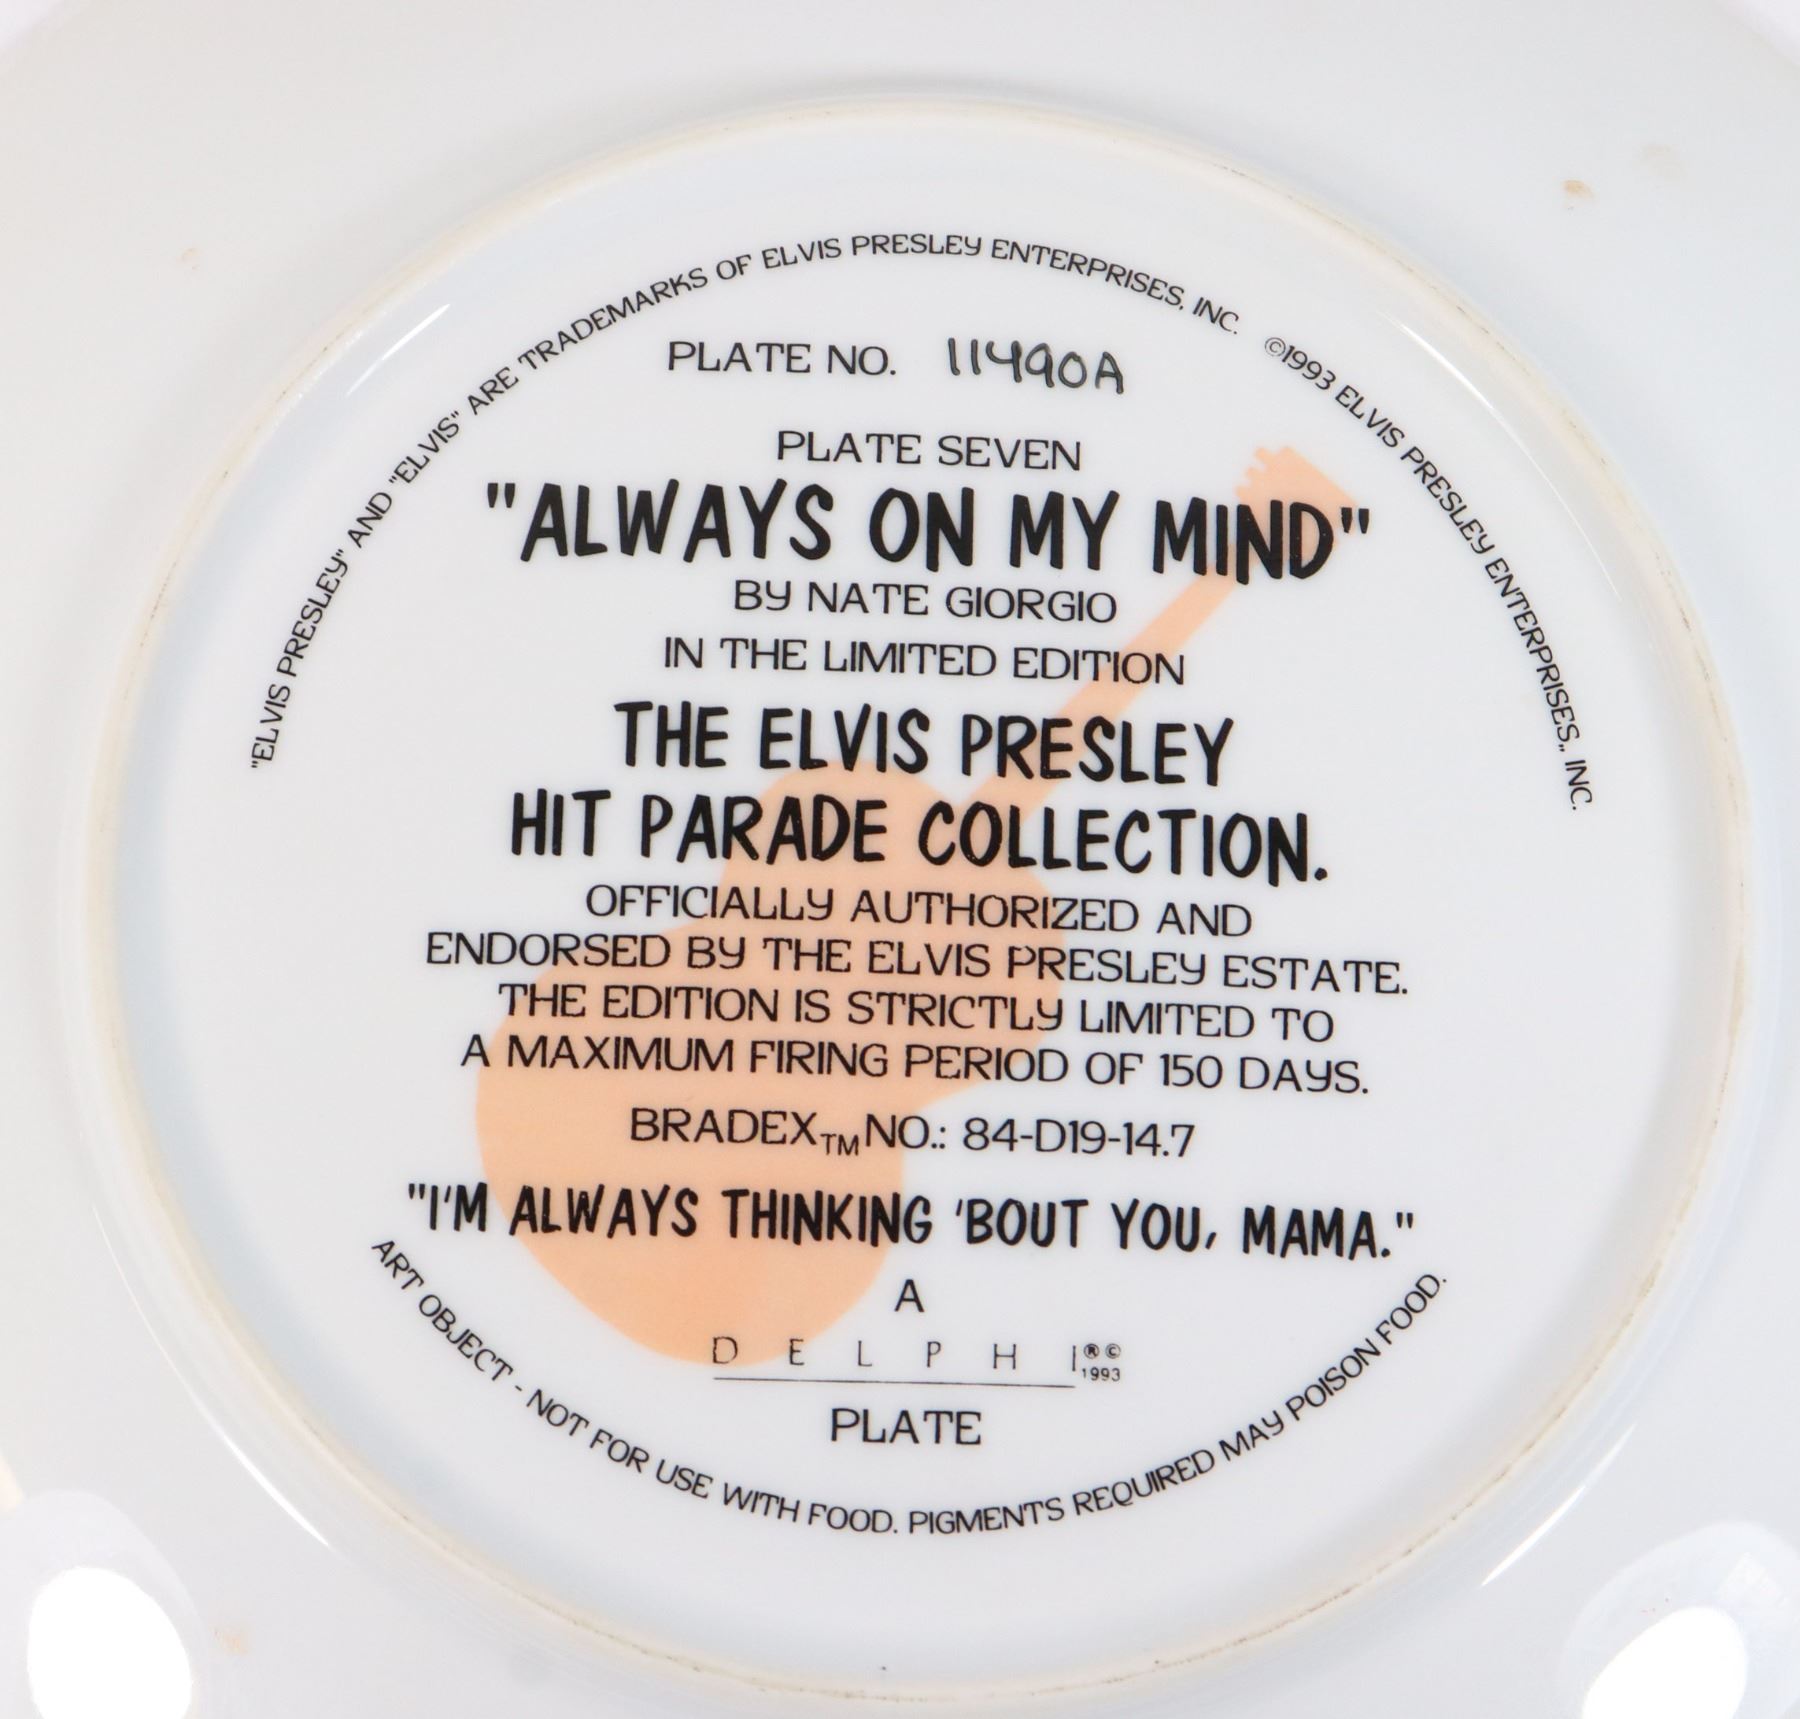 "ELVIS PRESLEY" AND "ELVIS" ARE TRADEMARKS OF ELVIS PRESLEY ENTERPRISES, INC. ©1993 ELVIS PRESLEY ENTERPRISES,, INC.
PLATE NO. 11490A
PLATE SEVEN
"ALWAYS ON MY MIND"
BY NATE GIORGIO
IN THE LIMITED EDITION
THE ELVIS PRESLEY
HIT PARADE COLLECTION.
OFFICIALLY AUTHORIZED AND
ENDORSED BY THE ELVIS PRESLEY ESTATE.
THE EDITION IS STRICTLY LIMITED TO
A MAXIMUM FIRING PERIOD OF 150 DAYS.
BRADEX™ NO.: 84-D19-14.7
"I'M ALWAYS THINKING 'BOUT YOU, MAMA."
A
DELPHI®©
1993
PLATE
ART OBJECT - NOT FOR USE WITH FOOD. PIGMENTS REQUIRED MAY POISON FOOD.